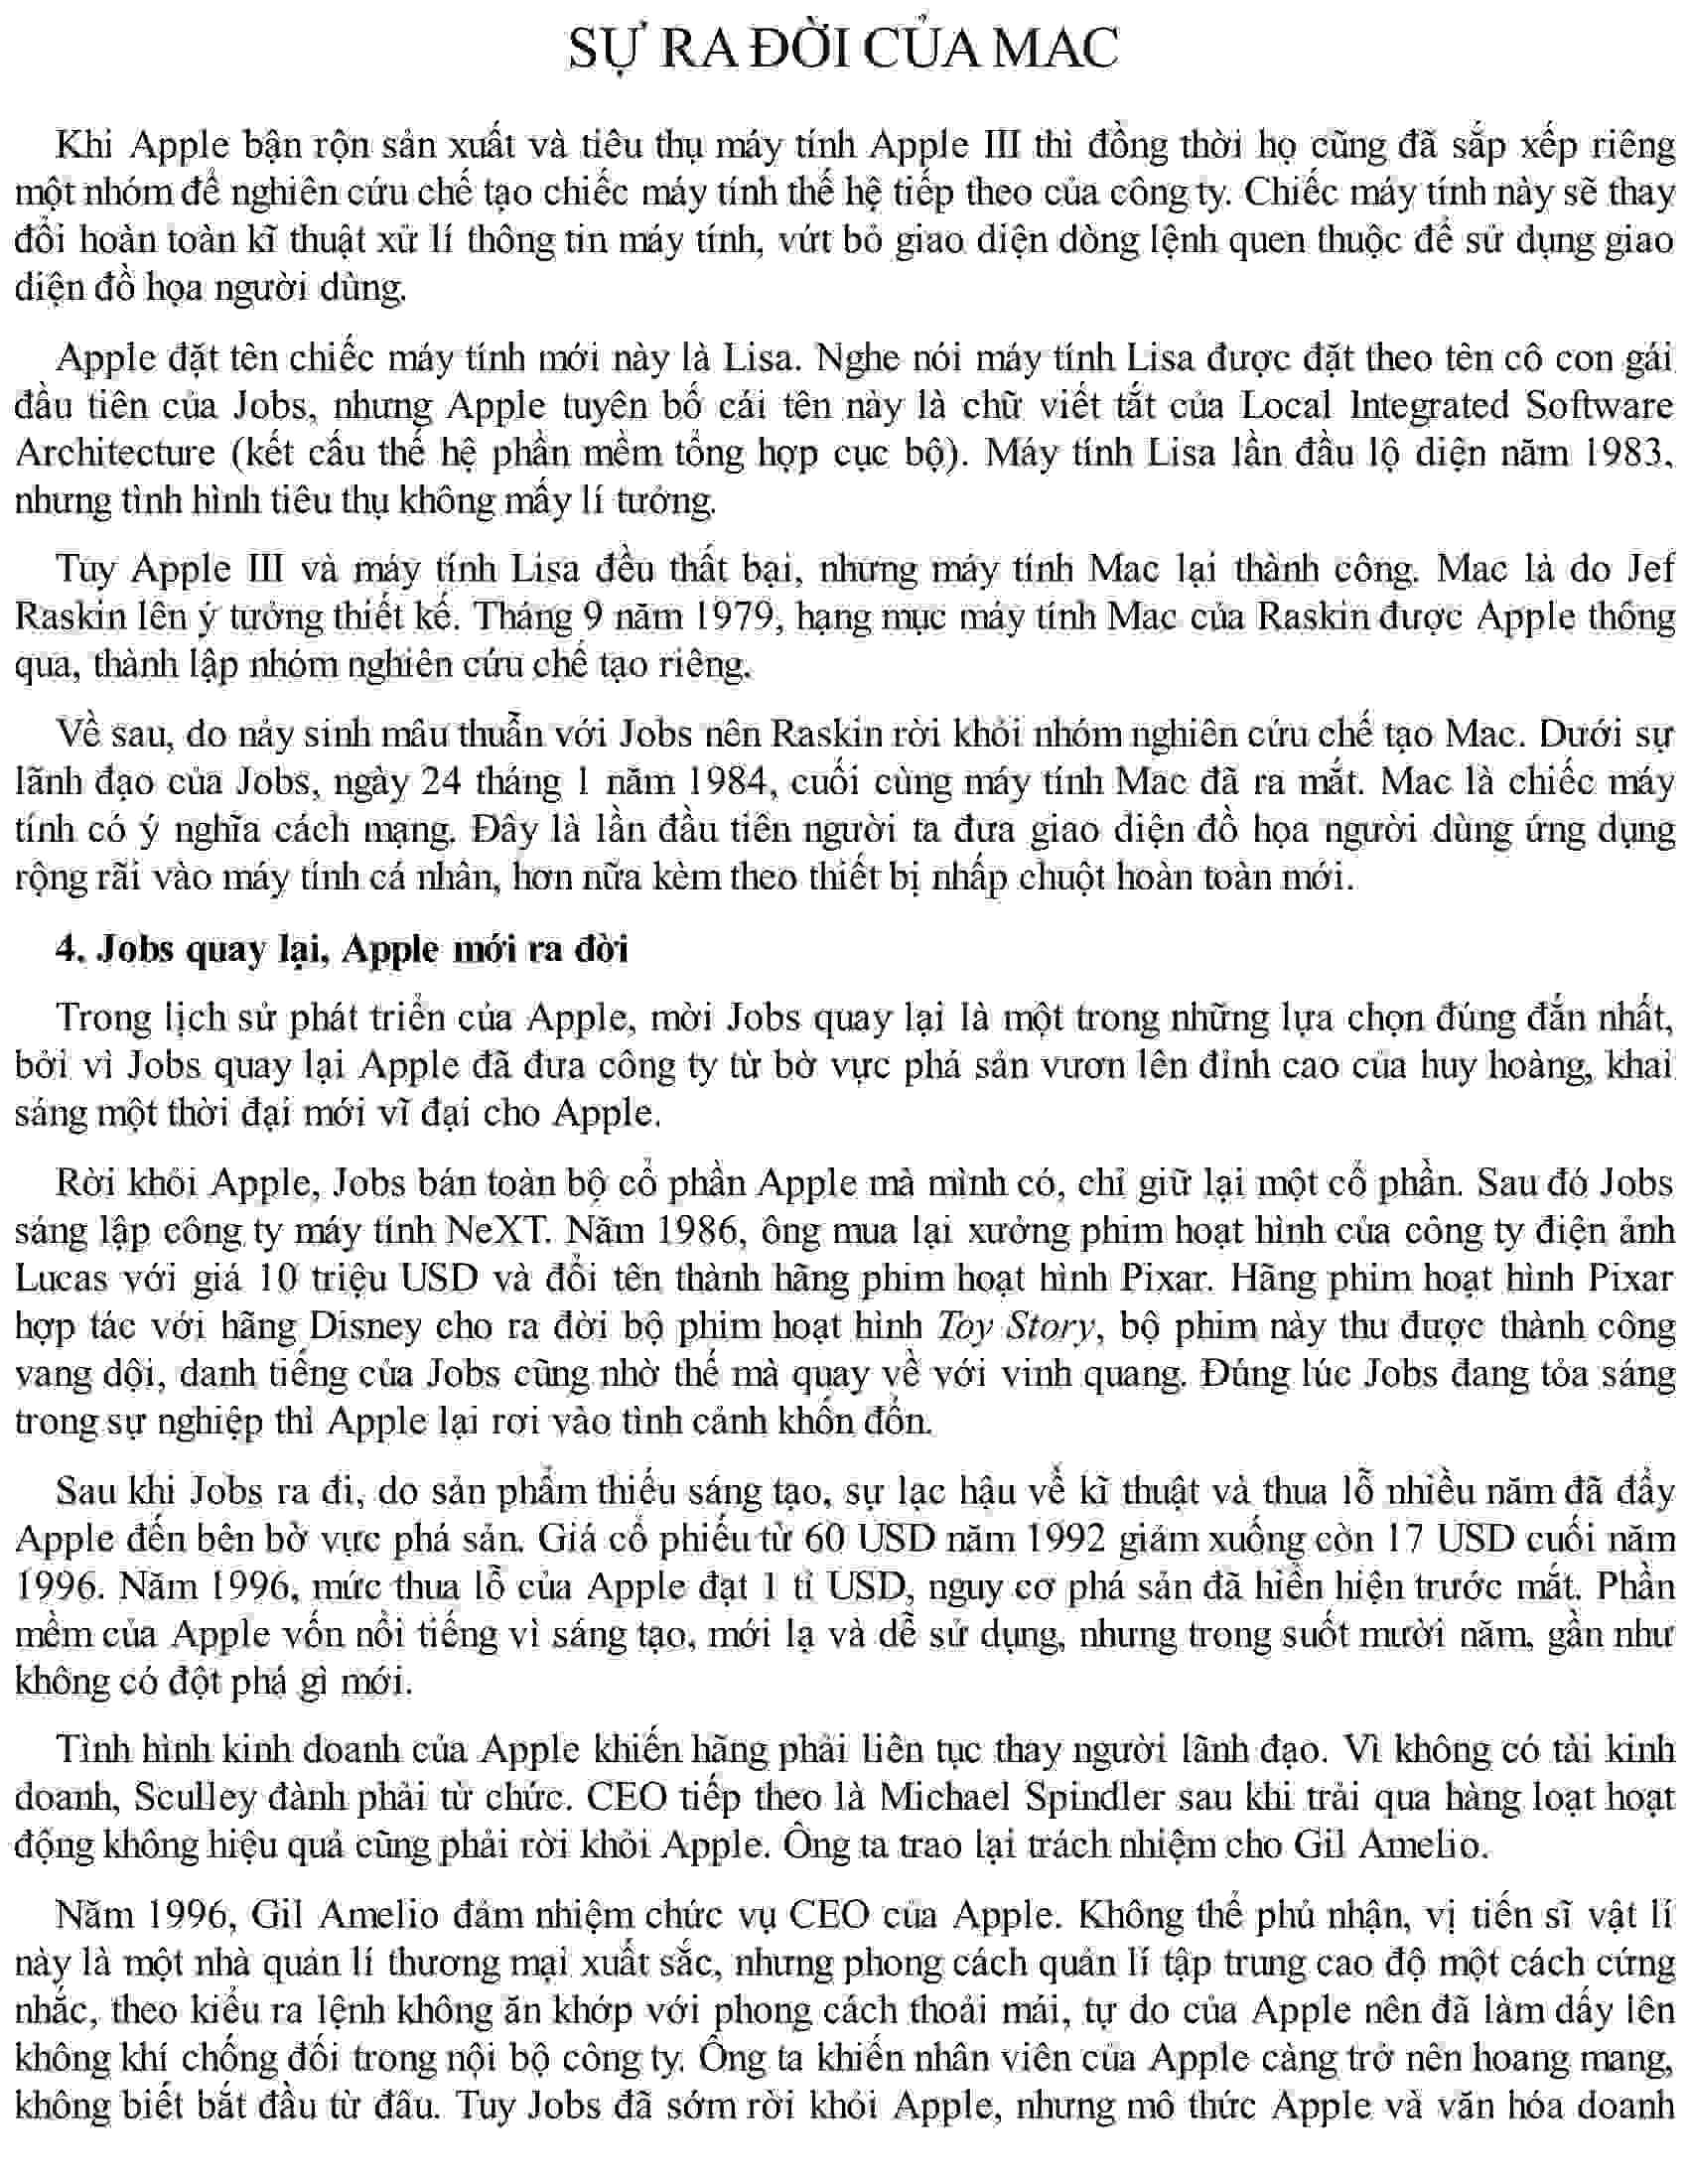 SỰ RA ĐỜI CỦA MAC
Khi Apple bận rộn sản xuất và tiêu thụ máy tính Apple III thì đồng thời họ cũng đã sắp xếp riêng
một nhóm để nghiên cứu chế tạo chiếc máy tính thế hệ tiếp theo của công ty. Chiếc máy tính này sẽ thay
đổi hoàn toàn kĩ thuật xử lí thông tin máy tính, vứt bỏ giao diện dòng lệnh quen thuộc để sử dụng giao
diện đồ họa người dùng.
Apple đặt tên chiếc máy tính mới này là Lisa. Nghe nói máy tính Lisa được đặt theo tên cô con gái
đầu tiên của Jobs, nhưng Apple tuyên bố cái tên này là chữ viết tắt của Local Integrated Software
Architecture (kết cấu thế hệ phần mềm tổng hợp cục bộ). Máy tính Lisa lần đầu lộ diện năm 1983,
nhưng tình hình tiêu thụ không mấy lí tưởng.
Tuy Apple III và máy tính Lisa đều thất bại, nhưng máy tính Mac lại thành công. Mac là do Jef
Raskin lên ý tưởng thiết kế. Tháng 9 năm 1979, hạng mục máy tính Mac của Raskin được Apple thông
qua, thành lập nhóm nghiên cứu chế tạo riêng.
Về sau, do nảy sinh mâu thuẫn với Jobs nên Raskin rời khỏi nhóm nghiên cứu chế tạo Mac. Dưới sự
lãnh đạo của Jobs, ngày 24 tháng 1 năm 1984, cuối cùng máy tính Mac đã ra mắt. Mac là chiếc máy
tính có ý nghĩa cách mạng. Đây là lần đầu tiên người ta đưa giao diện đồ họa người dùng ứng dụng
rộng rãi vào máy tính cá nhân, hơn nữa kèm theo thiết bị nhấp chuột hoàn toàn mới.
4. Jobs quay lại, Apple mới ra đời
Trong lịch sử phát triển của Apple, mời Jobs quay lại là một trong những lựa chọn đúng đắn nhất,
bởi vì Jobs quay lại Apple đã đưa công ty từ bờ vực phá sản vươn lên đỉnh cao của huy hoàng, khai
sáng một thời đại mới vĩ đại cho Apple.
Rời khỏi Apple, Jobs bán toàn bộ cổ phần Apple mà mình có, chỉ giữ lại một cổ phần. Sau đó Jobs
sáng lập công ty máy tính NeXT. Năm 1986, ông mua lại xưởng phim hoạt hình của công ty điện ảnh
Lucas với giá 10 triệu USD và đổi tên thành hãng phim hoạt hình Pixar. Hãng phim hoạt hình Pixar
hợp tác với hãng Disney cho ra đời bộ phim hoạt hình Toy Story, bộ phim này thu được thành công
vang dội, danh tiếng của Jobs cũng nhờ thế mà quay về với vinh quang. Đúng lúc Jobs đang tỏa sáng
trong sự nghiệp thì Apple lại rơi vào tình cảnh khốn đốn.
Sau khi Jobs ra đi, do sản phẩm thiếu sáng tạo, sự lạc hậu về kĩ thuật và thua lỗ nhiều năm đã đẩy
Apple đến bên bờ vực phá sản. Giá cổ phiếu từ 60 USD năm 1992 giảm xuống còn 17 USD cuối năm
1996. Năm 1996, mức thua lỗ của Apple đạt 1 tỉ USD, nguy cơ phá sản đã hiển hiện trước mắt. Phần
mềm của Apple vốn nổi tiếng vì sáng tạo, mới lạ và dễ sử dụng, nhưng trong suốt mười năm, gần như
không có đột phá gì mới.
Tình hình kinh doanh của Apple khiến hãng phải liên tục thay người lãnh đạo. Vì không có tài kinh
doanh, Sculley đành phải từ chức. CEO tiếp theo là Michael Spindler sau khi trải qua hàng loạt hoạt
động không hiệu quả cũng phải rời khỏi Apple. Ông ta trao lại trách nhiệm cho Gil Amelio.
Năm 1996, Gil Amelio đảm nhiệm chức vụ CEO của Apple. Không thể phủ nhận, vị tiến sĩ vật lí
này là một nhà quản lí thương mại xuất sắc, nhưng phong cách quản lí tập trung cao độ một cách cứng
nhắc, theo kiểu ra lệnh không ăn khớp với phong cách thoải mái, tự do của Apple nên đã làm dấy lên
không khí chống đối trong nội bộ công ty. Ông ta khiến nhân viên của Apple càng trở nên hoang mang,
không biết bắt đầu từ đâu. Tuy Jobs đã sớm rời khỏi Apple, nhưng mô thức Apple và văn hóa doanh